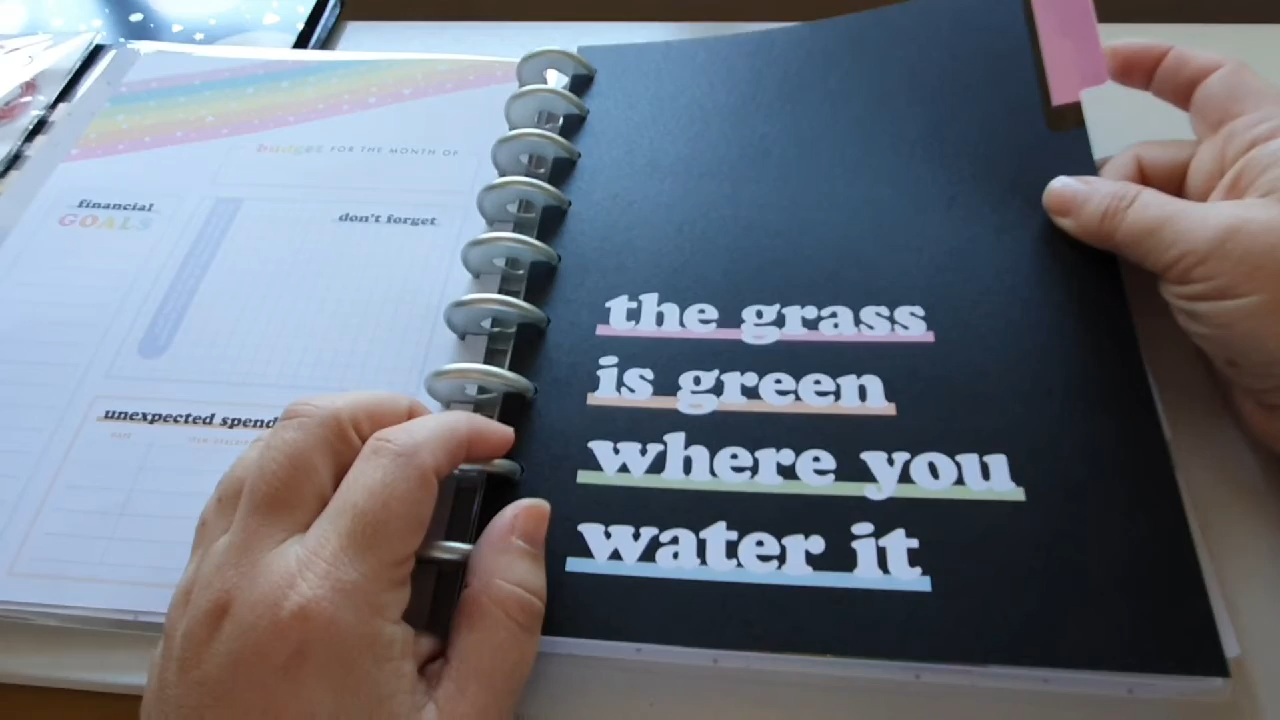 budget FOR THE MONTH OF
financial
GOALS
don't forget
unexpected spend
DATE
the grass
is green
where you
water it